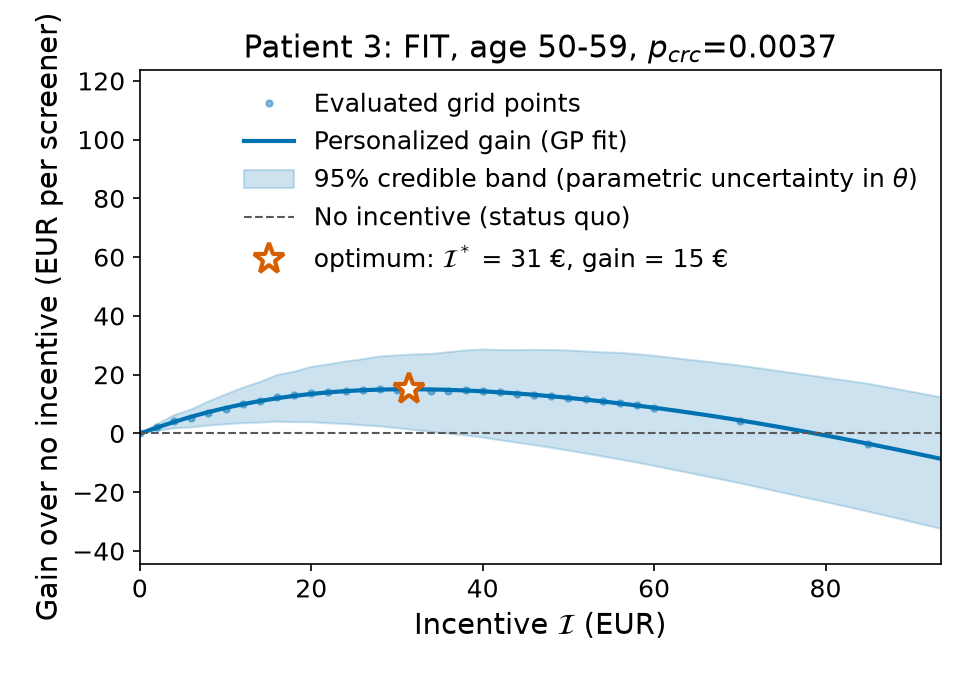 Patient 3: FIT, age 50-59, p_crc=0.0037
Gain over no incentive (EUR per screener)
120
100
80
60
40
20
0
−20
−40
Evaluated grid points
Personalized gain (GP fit)
95% credible band (parametric uncertainty in θ)
No incentive (status quo)
optimum: ℐ* = 31 €, gain = 15 €
0 20 40 60 80
Incentive ℐ (EUR)